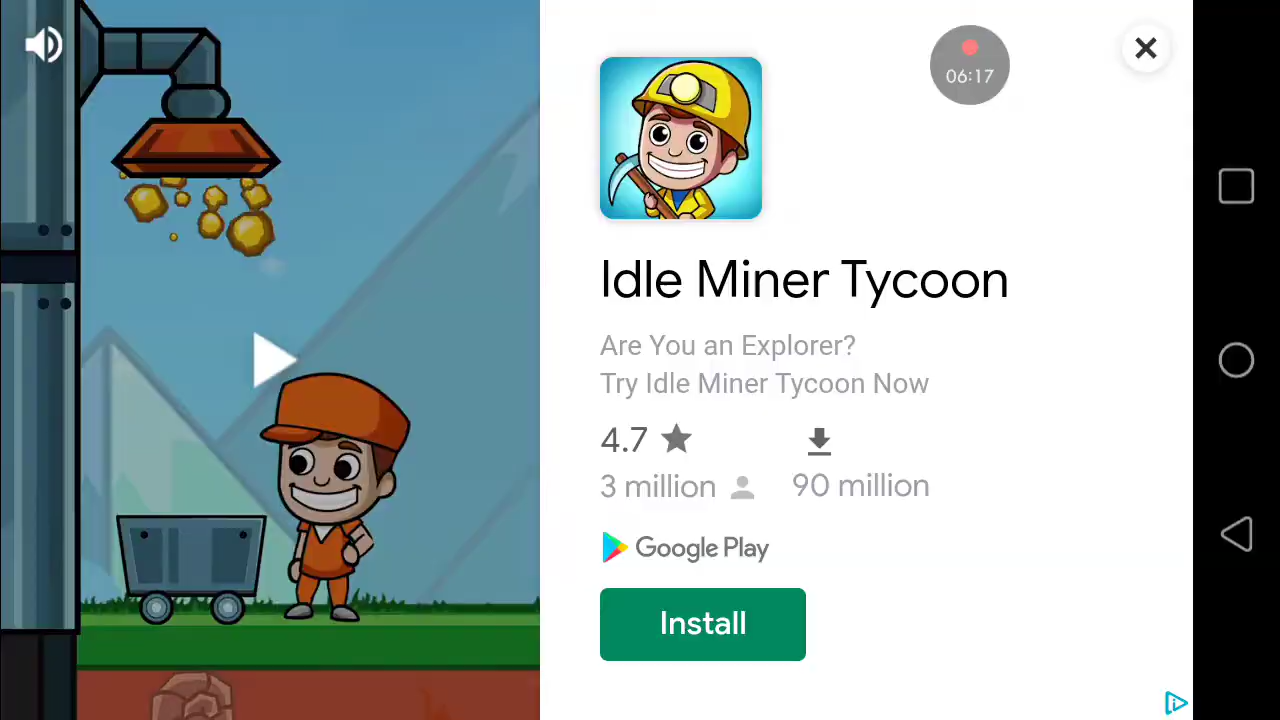 06:17
Idle Miner Tycoon
Are You an Explorer?
Try Idle Miner Tycoon Now
4.7
3 million
90 million
Google Play
Install